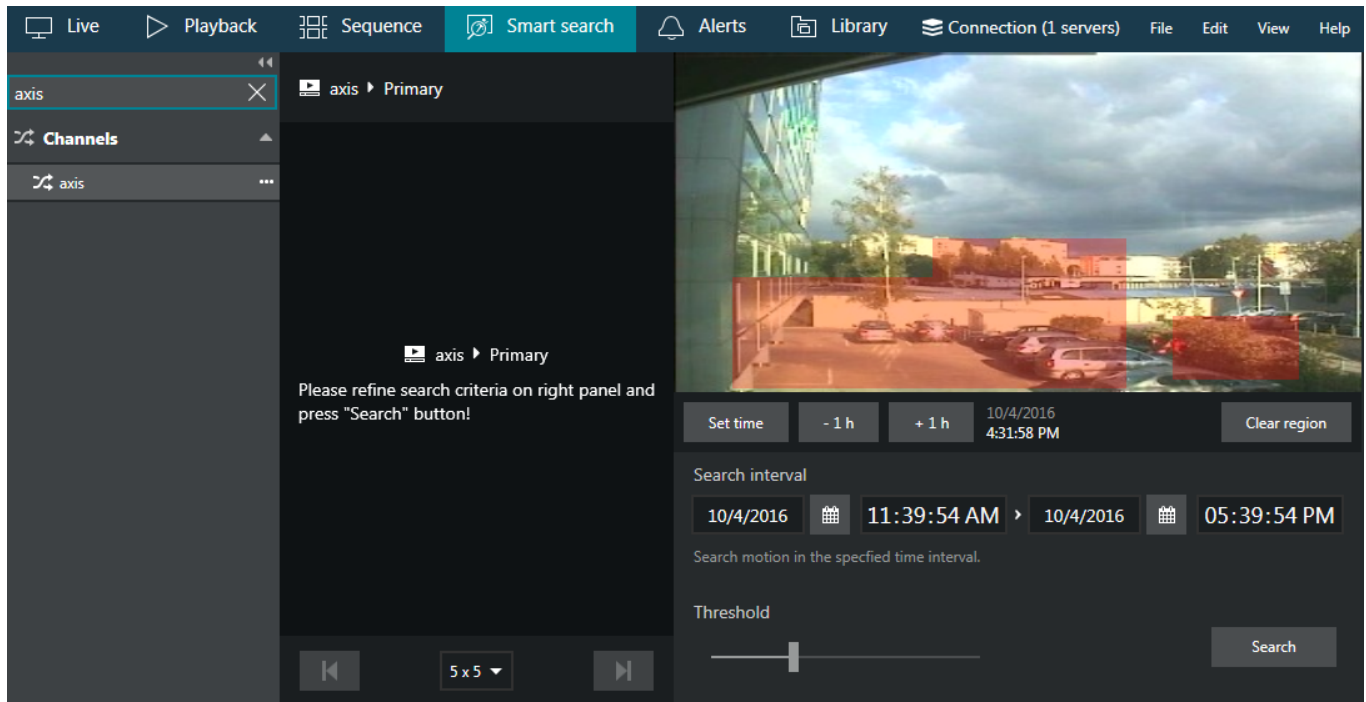 Live
Playback
Sequence
Smart search
Alerts
Library
Connection (1 servers)
File
Edit
View
Help
axis
Channels
axis
axis Primary
axis Primary
Please refine search criteria on right panel and
press "Search" button!
5 x 5
Set time
- 1 h
+ 1 h
10/4/2016
4:31:58 PM
Clear region
Search interval
10/4/2016
11:39:54 AM
10/4/2016
05:39:54 PM
Search motion in the specfied time interval.
Threshold
Search